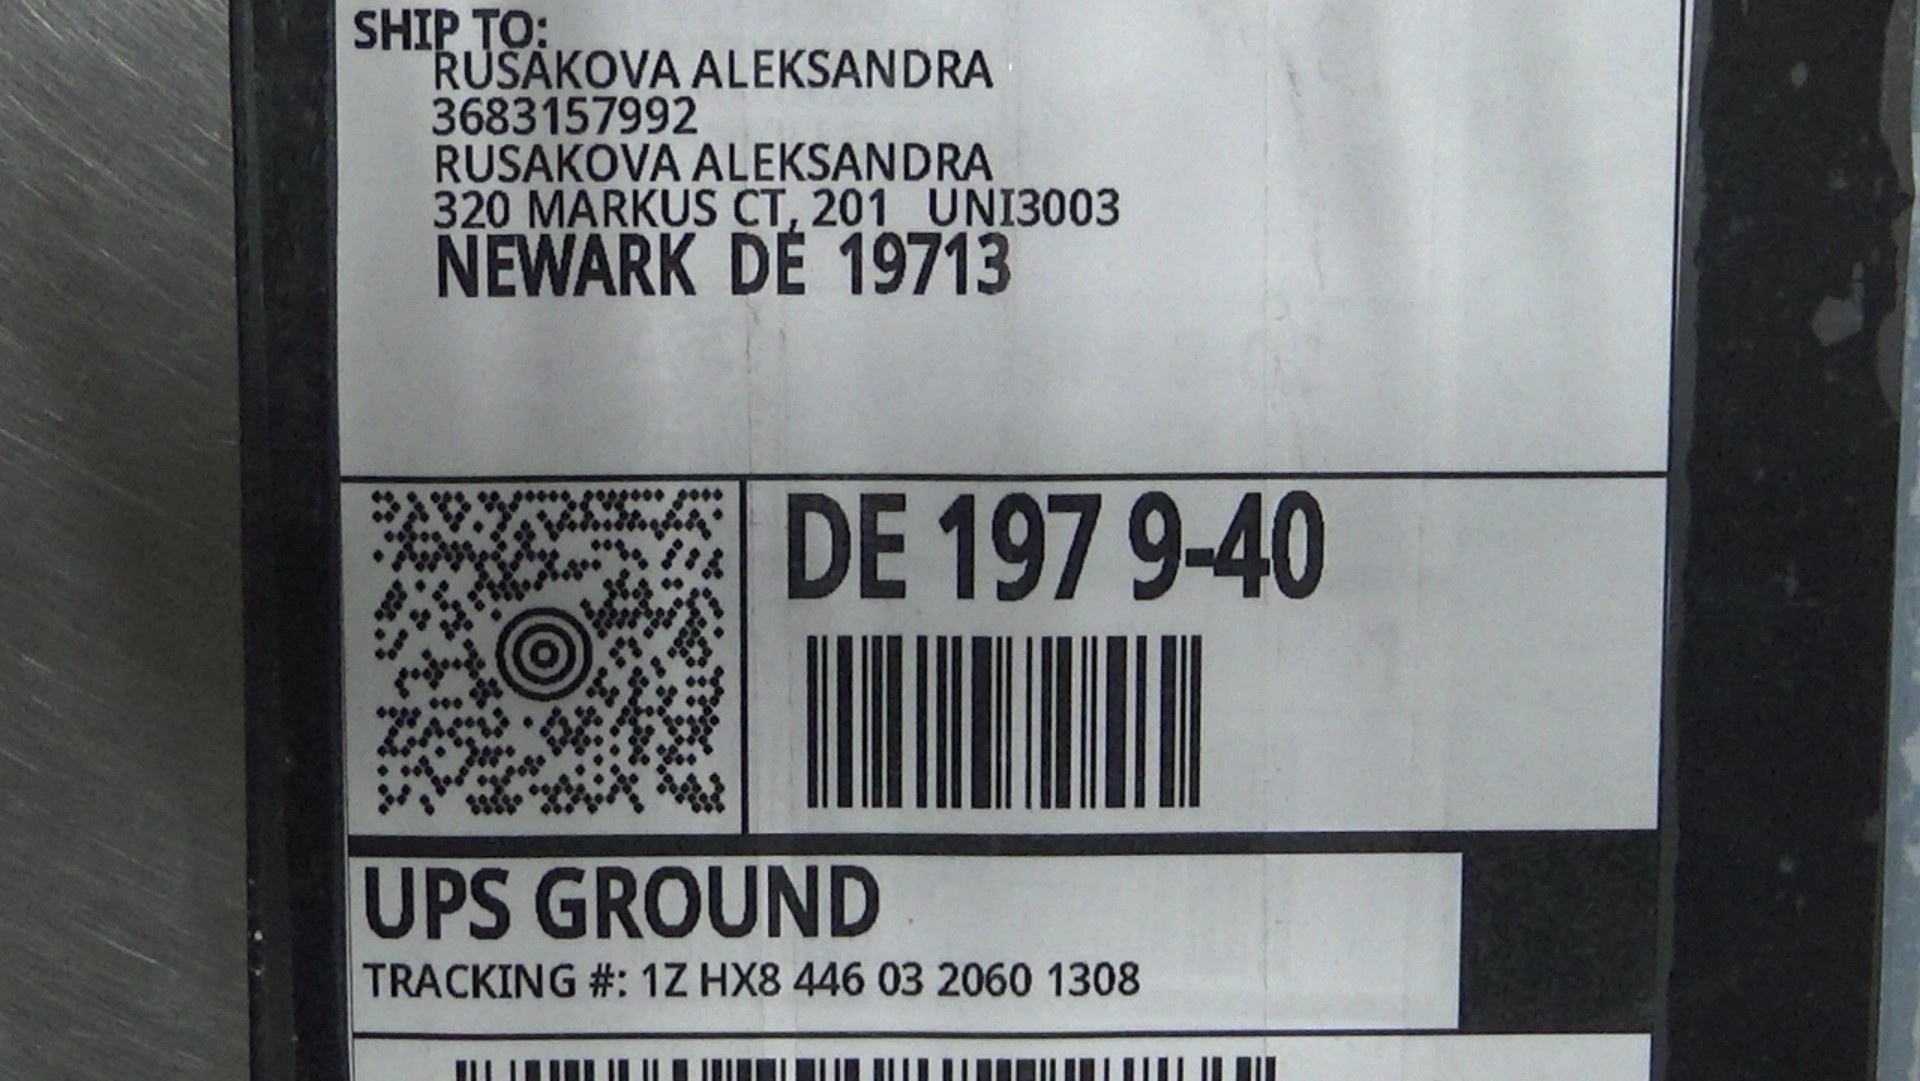 SHIP TO:
RUSAKOVA ALEKSANDRA
3683157992
RUSAKOVA ALEKSANDRA
320 MARKUS CT, 201 UNI3003
NEWARK DE 19713
DE 197 9-40
UPS GROUND
TRACKING #: 1Z HX8 446 03 2060 1308